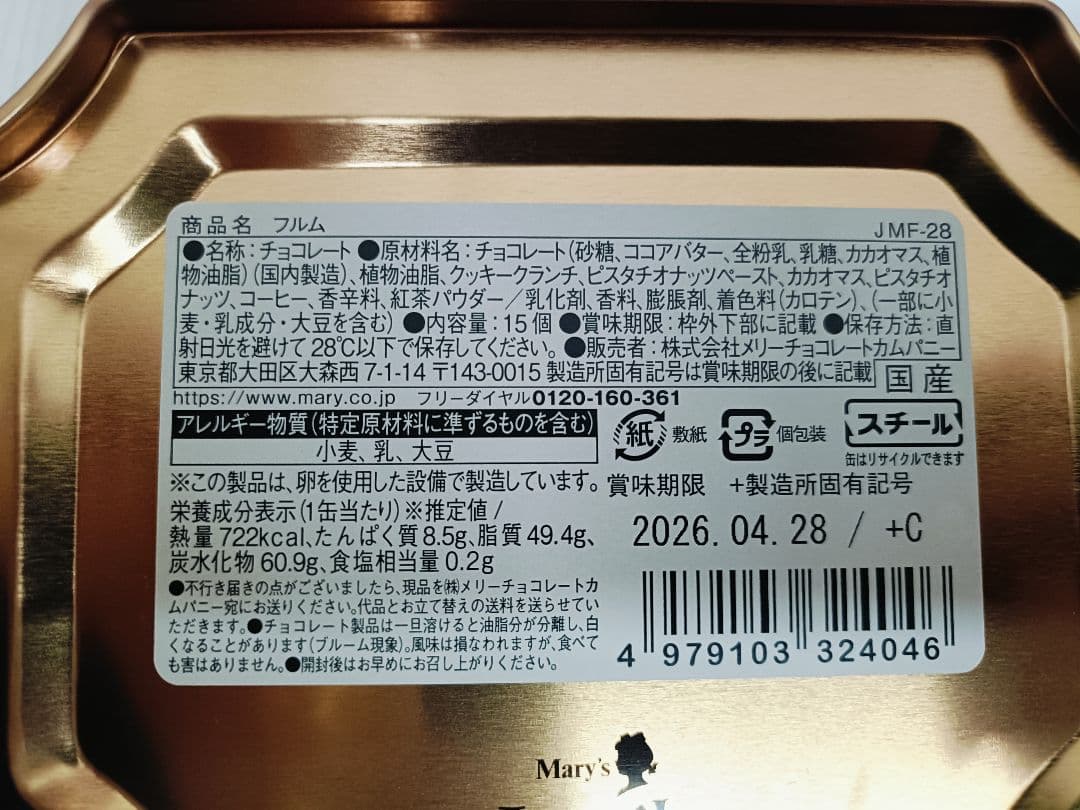 商品名 フルム JMF-28
●名称:チョコレート ●原材料名:チョコレート(砂糖、ココアバター、全粉乳、乳糖、カカオマス、植
物油脂)(国内製造)、植物油脂、クッキークランチ、ピスタチオナッツペースト、カカオマス、ピスタチオ
ナッツ、コーヒー、香辛料、紅茶パウダー/乳化剤、香料、膨脹剤、着色料(カロテン)、(一部に小
麦・乳成分・大豆を含む) ●内容量:15個 ●賞味期限:枠外下部に記載 ●保存方法:直
射日光を避けて28℃以下で保存してください。 ●販売者:株式会社メリーチョコレートカムパニー
東京都大田区大森西7-1-14 〒143-0015 製造所固有記号は賞味期限の後に記載
国産
https://www.mary.co.jp フリーダイヤル0120-160-361
アレルギー物質(特定原材料に準ずるものを含む)
小麦、乳、大豆
紙 敷紙 プラ 個包装 スチール
缶はリサイクルできます
※この製品は、卵を使用した設備で製造しています。
賞味期限 +製造所固有記号
2026.04.28 / +C
栄養成分表示(1缶当たり)※推定値/
熱量722kcal、たんぱく質8.5g、脂質49.4g、
炭水化物60.9g、食塩相当量0.2g
●不行き届きの点がございましたら、現品を㈱メリーチョコレートカ
ムパニー宛にお送りください。代品とお立て替えの送料を送らせてい
ただきます。●チョコレート製品は一旦溶けると油脂分が分離し、白
くなることがあります(ブルーム現象)。風味は損なわれますが、食べて
も害はありません。●開封後はお早めにお召し上がりください。
4 979103 324046
Mary's